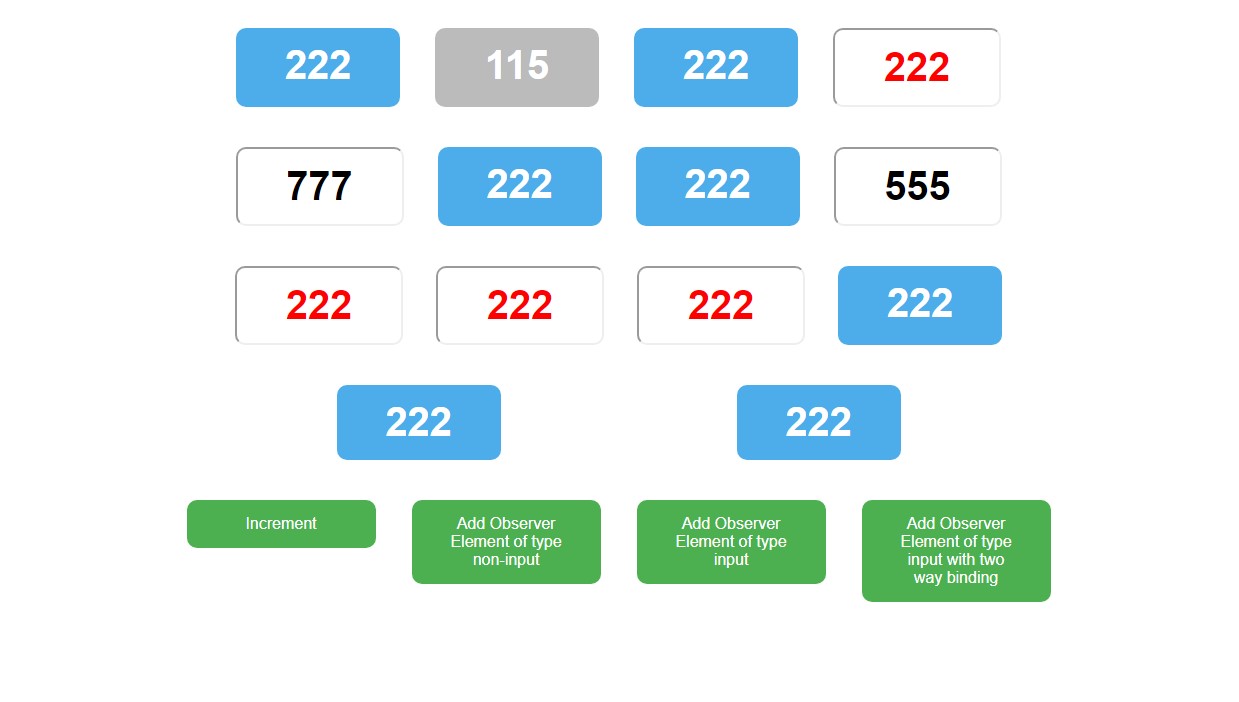 222 115 222 222
777 222 222 555
222 222 222 222
222 222
Increment
Add Observer
Element of type
non-input
Add Observer
Element of type
input
Add Observer
Element of type
input with two
way binding